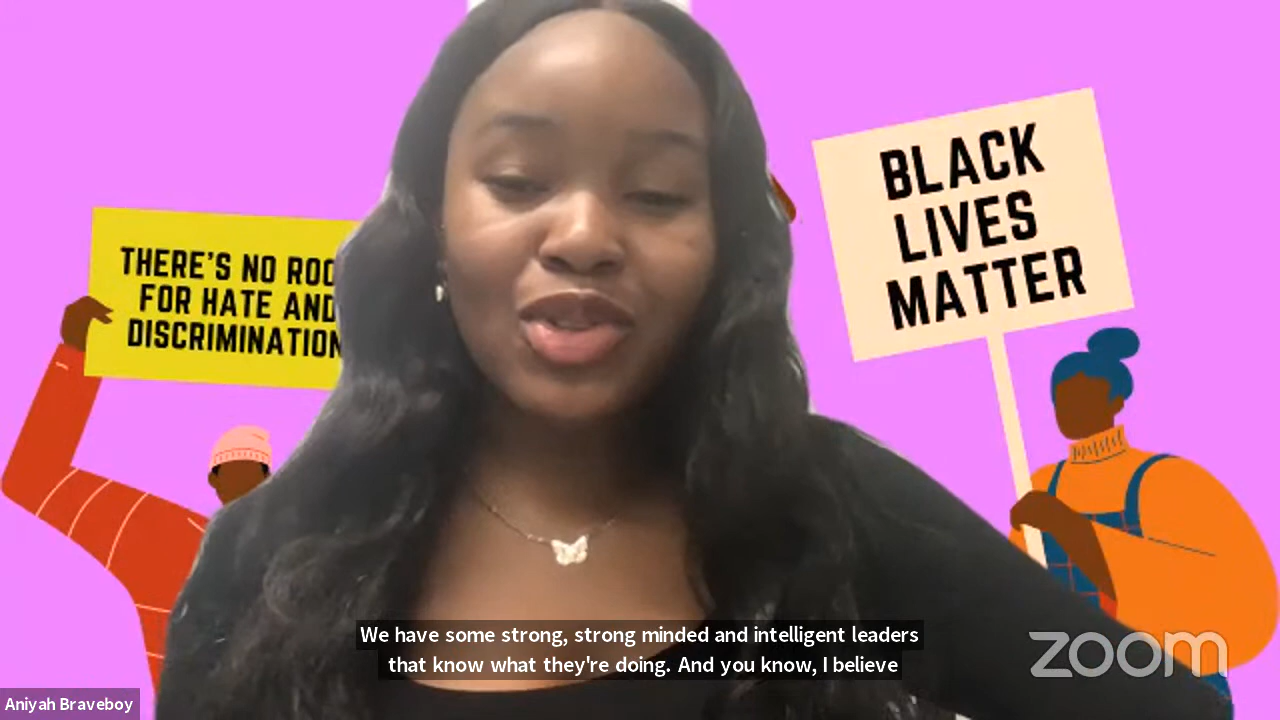 THERE'S NO ROO
FOR HATE AND
DISCRIMINATION
BLACK
LIVES
MATTER
We have some strong, strong minded and intelligent leaders
that know what they're doing. And you know, I believe
zoom
Aniyah Braveboy